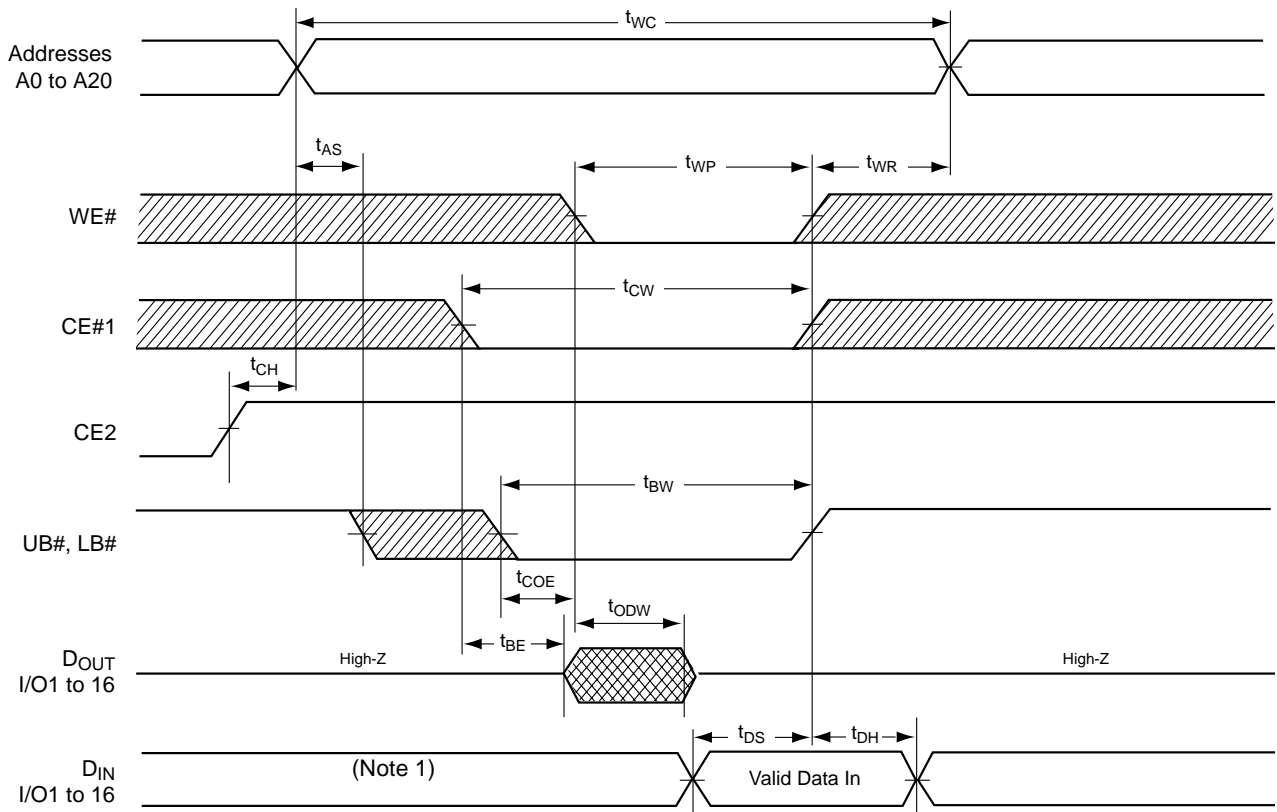 tWC
Addresses
A0 to A20
tAS
tWP
tWR
WE#
tCW
CE#1
tCH
CE2
tBW
UB#, LB#
tCOE
tODW
tBE
DOUT
I/O1 to 16
High-Z
High-Z
tDS
tDH
DIN
I/O1 to 16
(Note 1)
Valid Data In